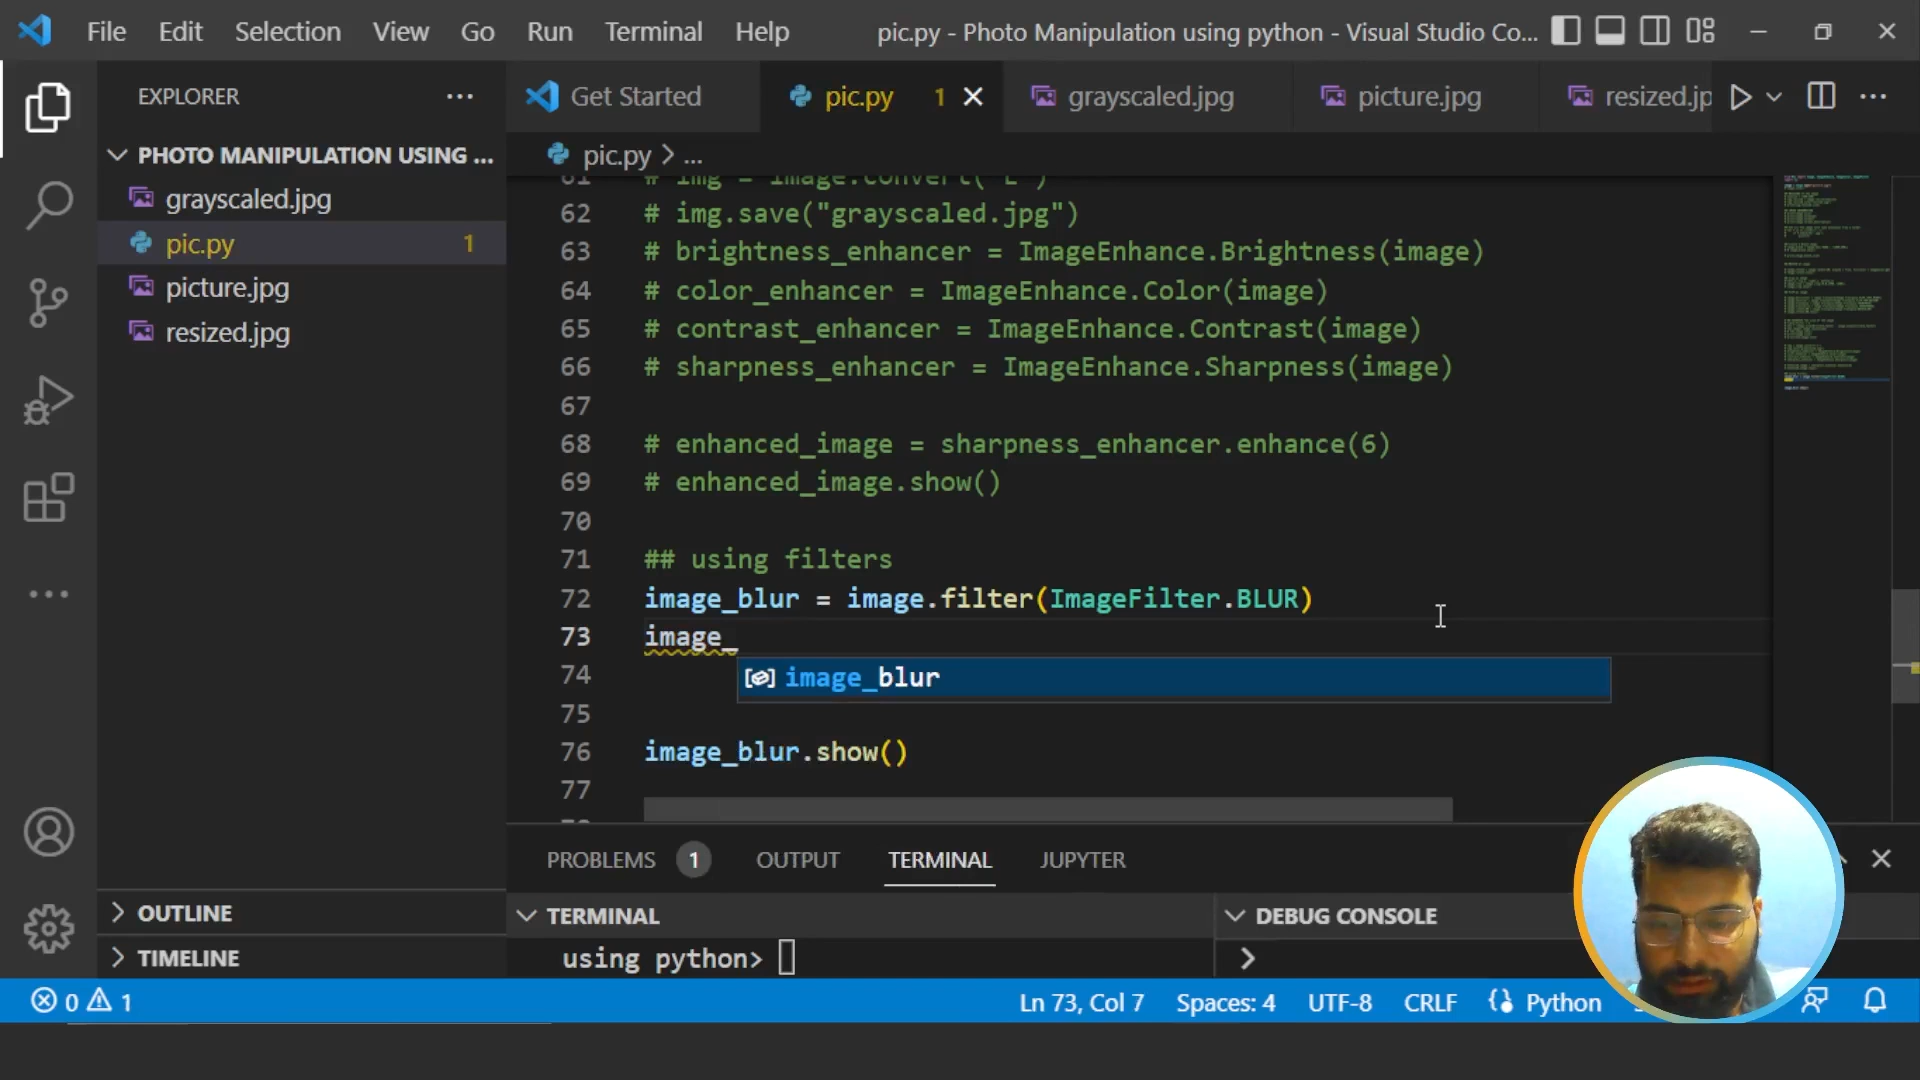 File Edit Selection View Go Run Terminal Help pic.py - Photo Manipulation using python - Visual Studio Co...
EXPLORER
Get Started pic.py 1 grayscaled.jpg picture.jpg resized.jp
PHOTO MANIPULATION USING ...
pic.py > ...
grayscaled.jpg
pic.py 1
picture.jpg
resized.jpg
61 # img = image.convert("L")
62 # img.save("grayscaled.jpg")
63 # brightness_enhancer = ImageEnhance.Brightness(image)
64 # color_enhancer = ImageEnhance.Color(image)
65 # contrast_enhancer = ImageEnhance.Contrast(image)
66 # sharpness_enhancer = ImageEnhance.Sharpness(image)
67
68 # enhanced_image = sharpness_enhancer.enhance(6)
69 # enhanced_image.show()
70
71 ## using filters
72 image_blur = image.filter(ImageFilter.BLUR)
73 image_
74 image_blur
75
76 image_blur.show()
77
PROBLEMS 1 OUTPUT TERMINAL JUPYTER
OUTLINE
TIMELINE
TERMINAL
DEBUG CONSOLE
using python>
0 1 Ln 73, Col 7 Spaces: 4 UTF-8 CRLF Python